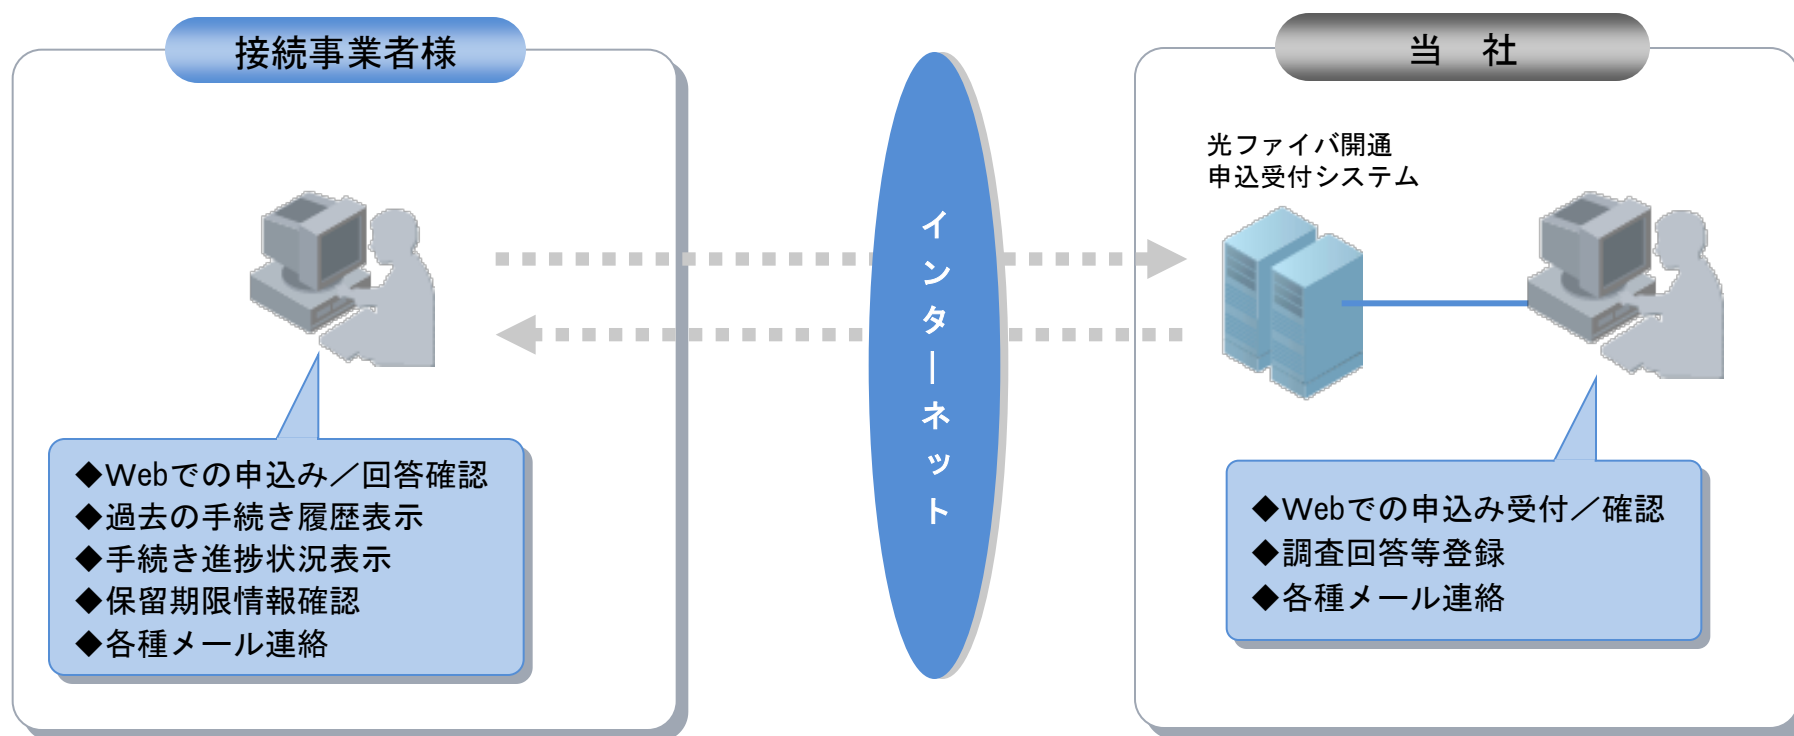 接続事業者様
◆Webでの申込み／回答確認
◆過去の手続き履歴表示
◆手続き進捗状況表示
◆保留期限情報確認
◆各種メール連絡
インターネット
当　社
光ファイバ開通
申込受付システム
◆Webでの申込み受付／確認
◆調査回答等登録
◆各種メール連絡